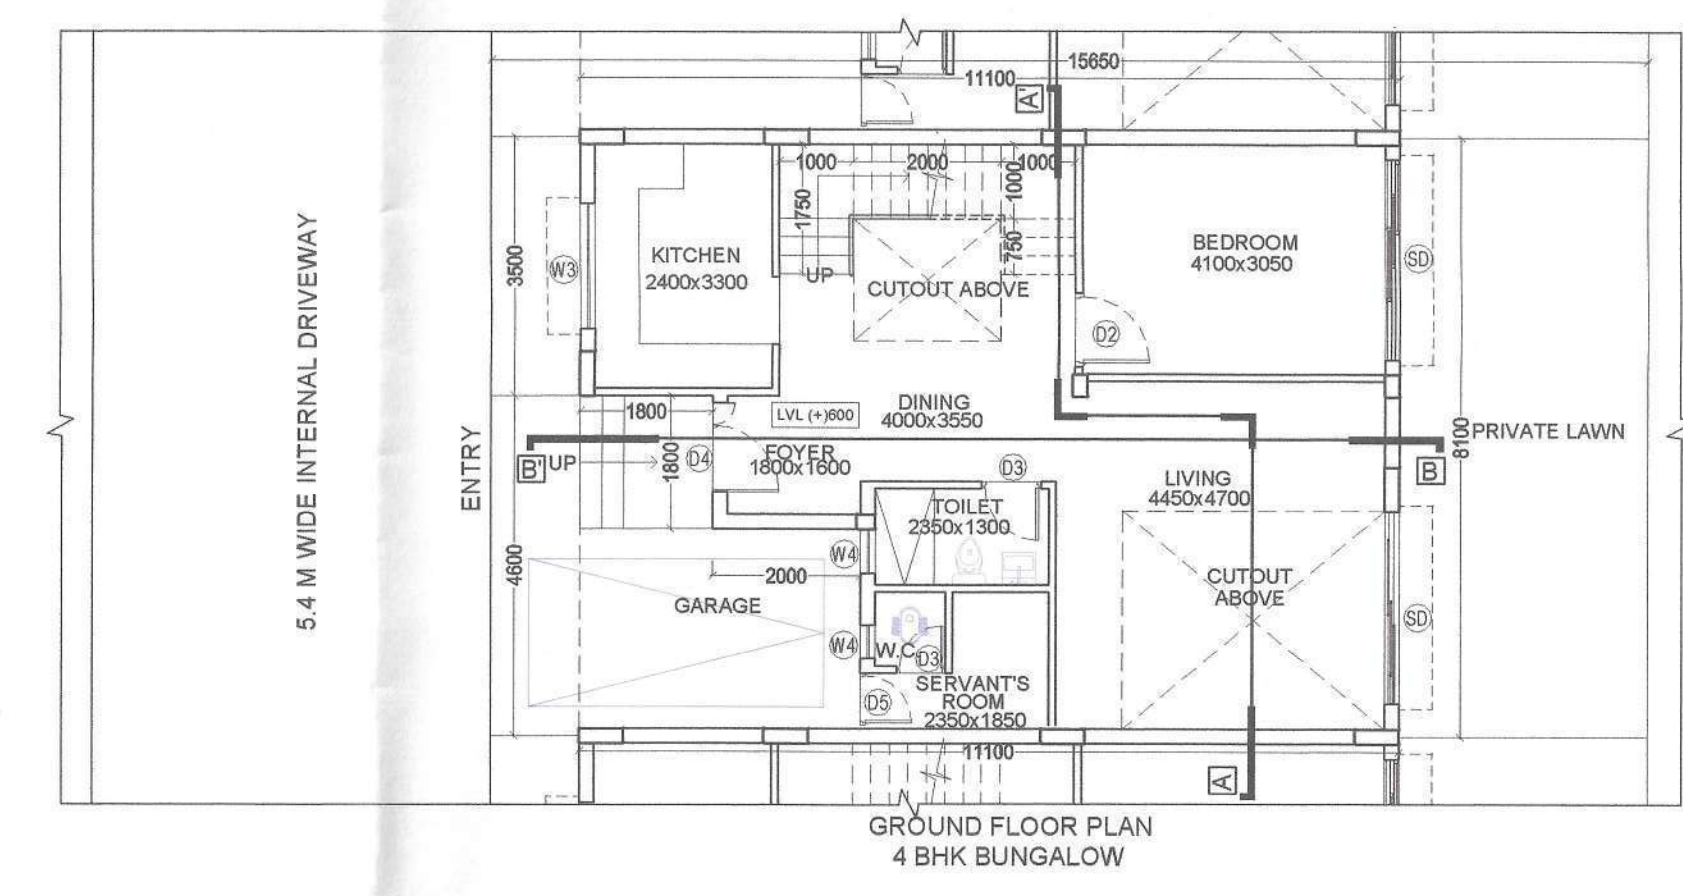 15650
11100
A'
1000
2000
1000
1000
1750
750
KITCHEN
2400x3300
UP
CUTOUT ABOVE
BEDROOM
4100x3050
W3
SD
D2
3500
5.4 M WIDE INTERNAL DRIVEWAY
ENTRY
1800
LVL (+)600
DINING
4000x3550
B'
UP
1800
D4
FOYER
1800x1600
D3
LIVING
4450x4700
B
8100
PRIVATE LAWN
TOILET
2350x1300
4600
W4
2000
GARAGE
CUTOUT
ABOVE
SD
W4
W.C
D3
SERVANT'S
ROOM
2350x1850
D5
11100
A
GROUND FLOOR PLAN
4 BHK BUNGALOW